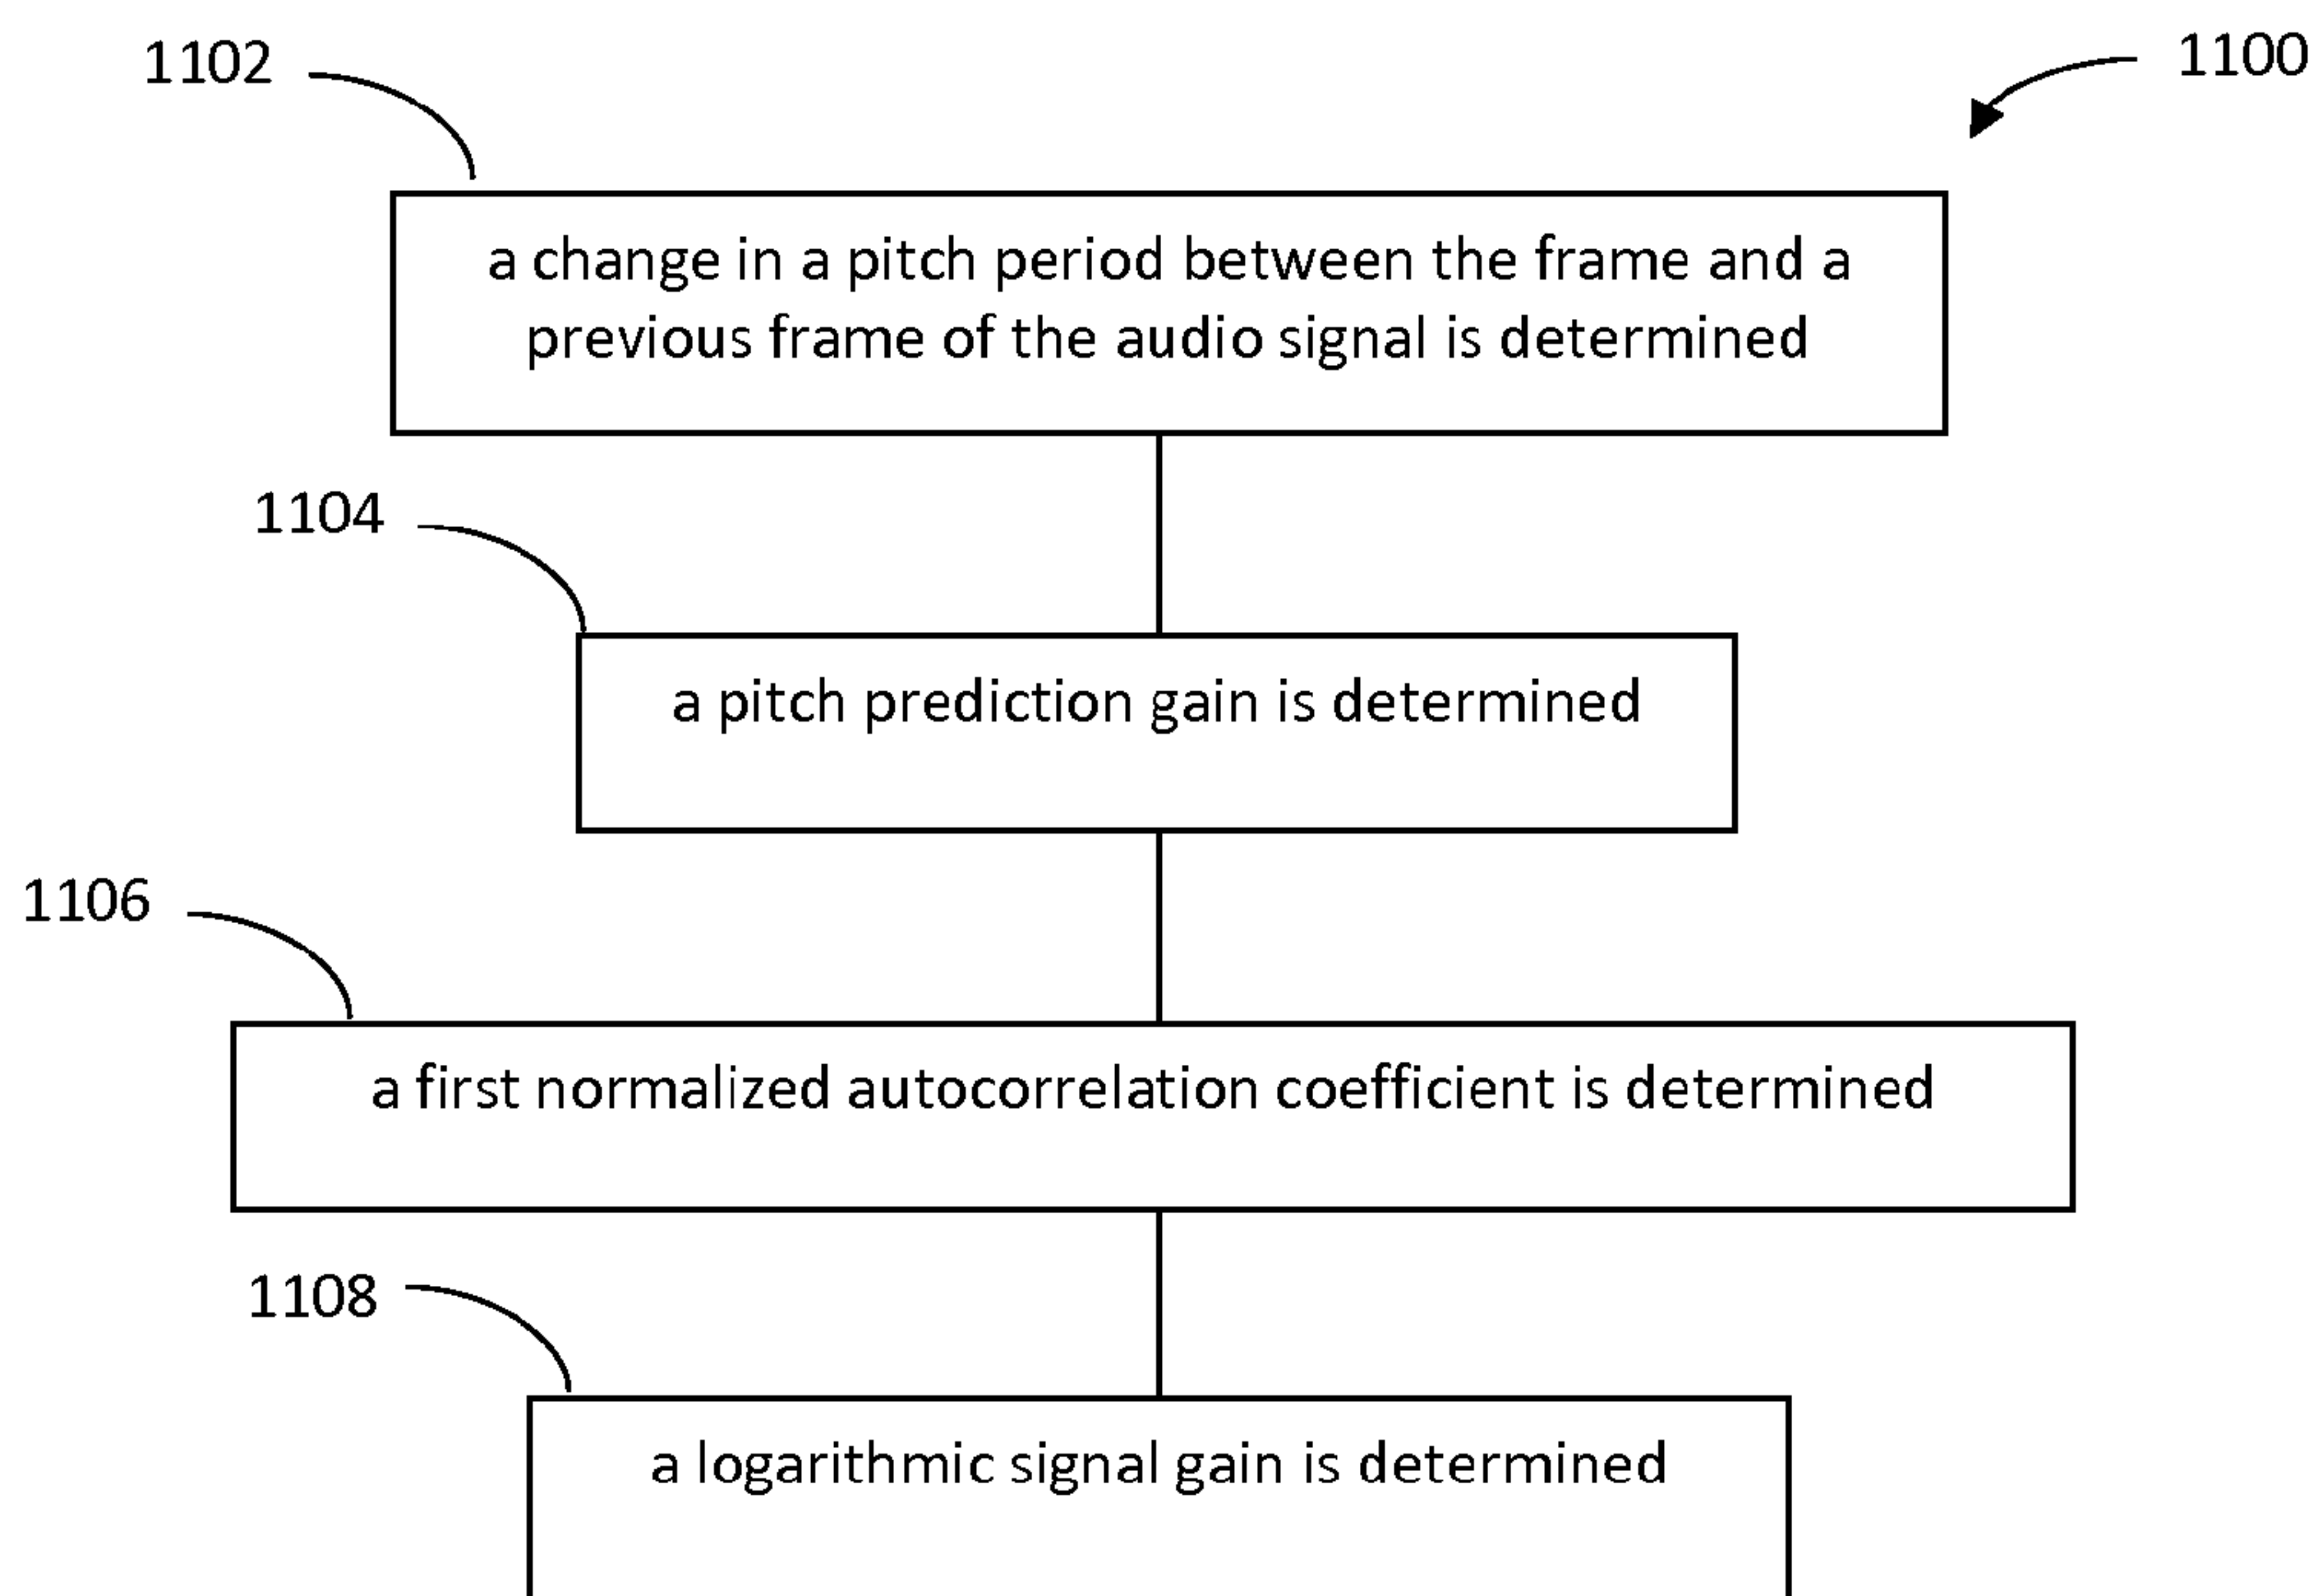 1102
1100
a change in a pitch period between the frame and a
previous frame of the audio signal is determined
1104
a pitch prediction gain is determined
1106
a first normalized autocorrelation coefficient is determined
1108
a logarithmic signal gain is determined